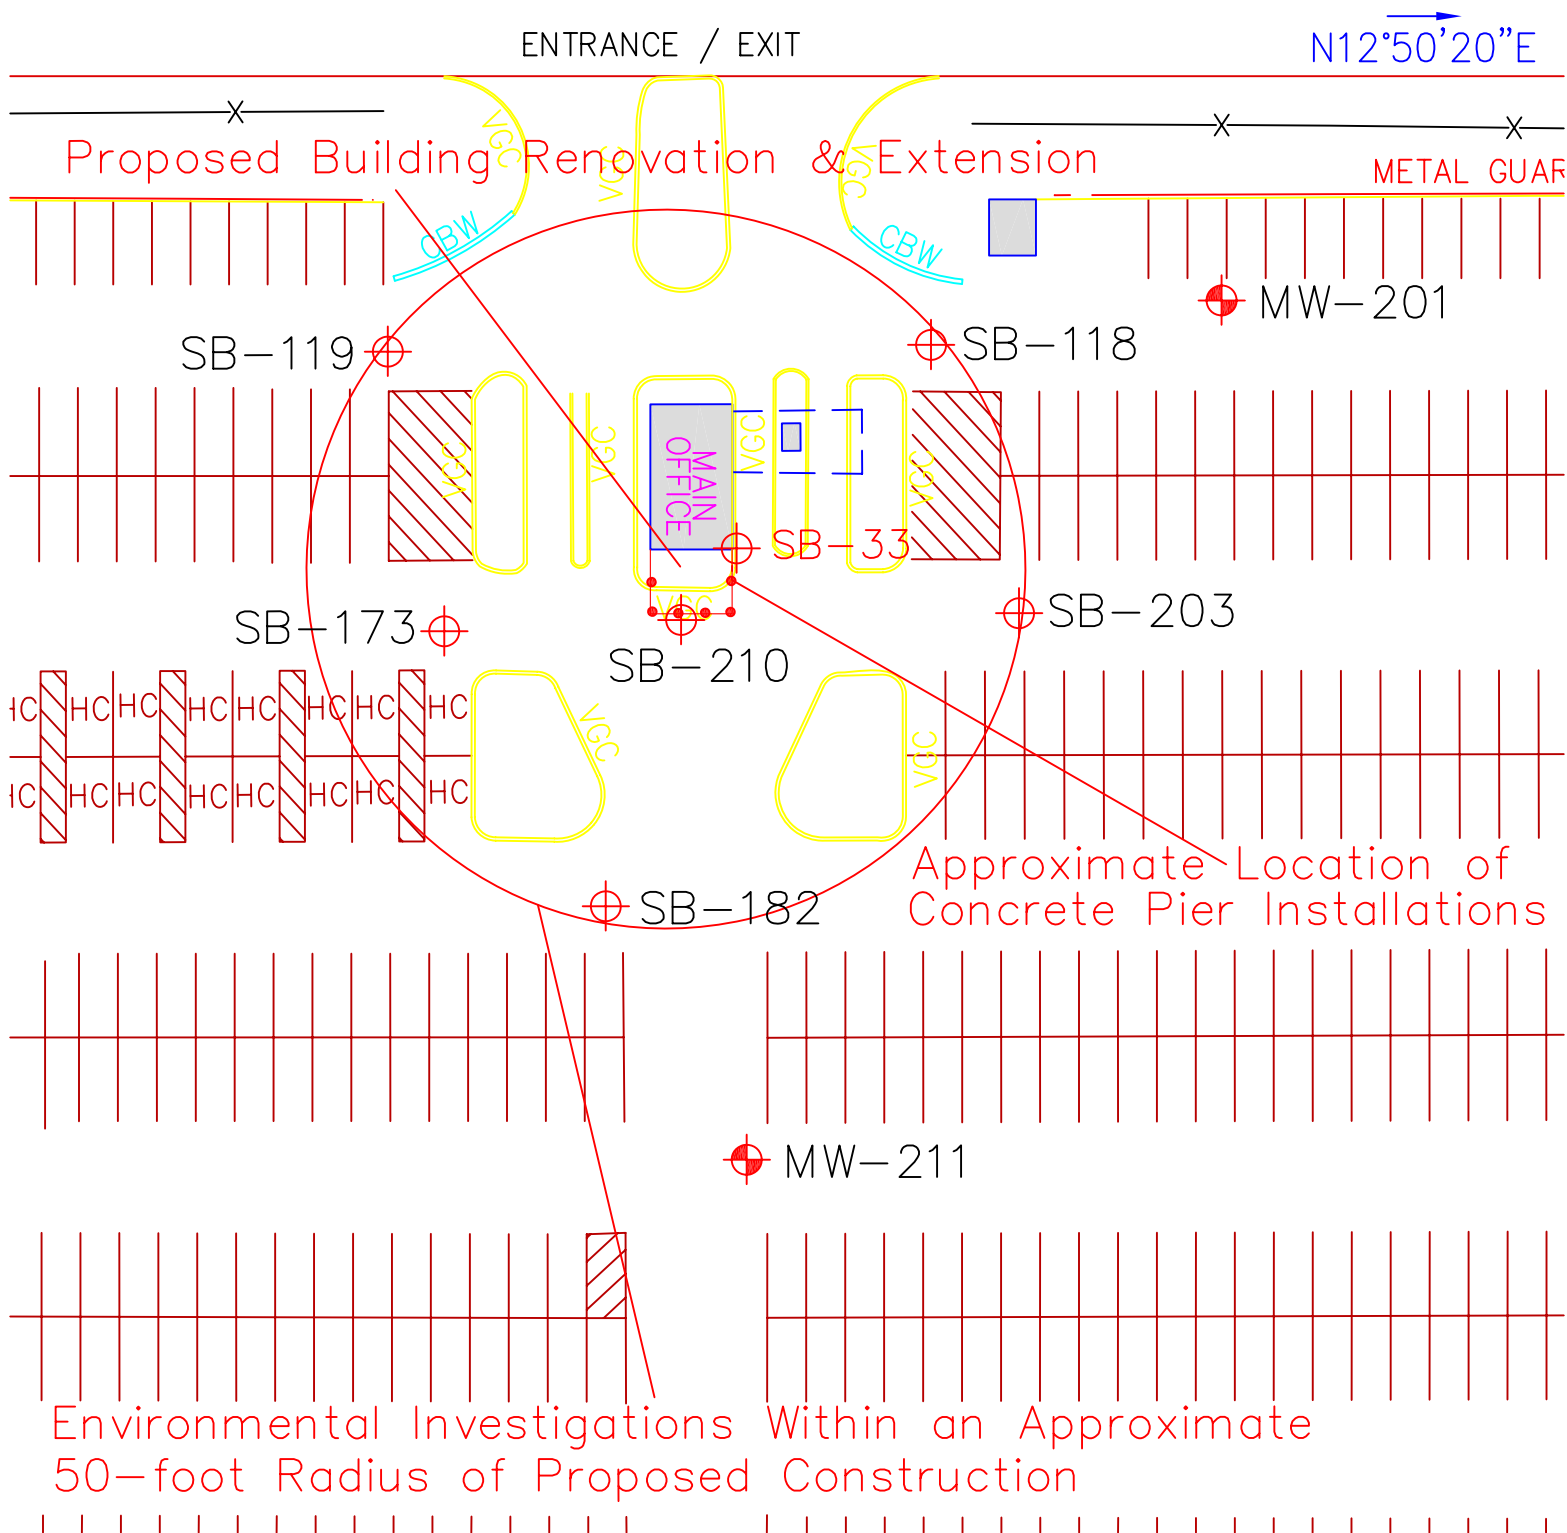 ENTRANCE / EXIT
N12°50'20"E
Proposed Building Renovation & Extension
METAL GUAR
VGC
VGC
VGC
CBW
CBW
MW-201
SB-119
SB-118
VGC
VGC
VGC
VGC
MAIN
OFFICE
SB-33
VGC
SB-173
SB-203
SB-210
HC HC HC HC HC HC HC HC
VGC
VGC
HC HC HC HC HC HC HC HC
Approximate Location of
Concrete Pier Installations
SB-182
MW-211
Environmental Investigations Within an Approximate
50-foot Radius of Proposed Construction